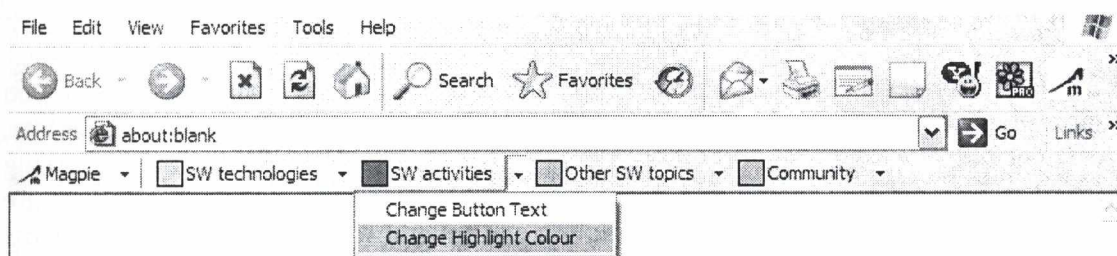 File Edit View Favorites Tools Help
Back Search Favorites PRO m »
Address about:blank Go Links »
m Magpie SW technologies SW activities Other SW topics Community
Change Button Text
Change Highlight Colour